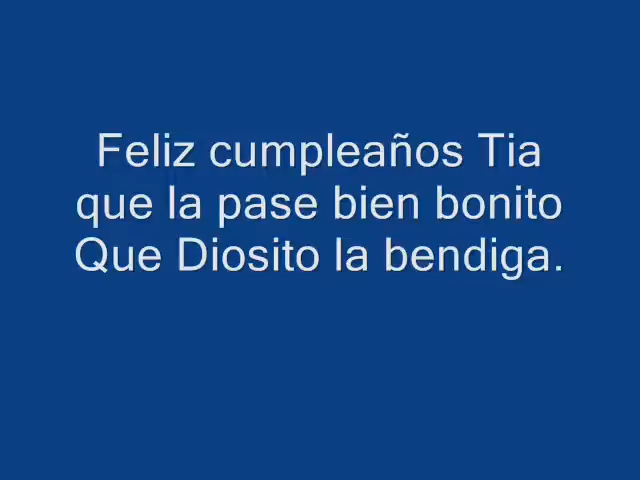 Feliz cumpleaños Tia
que la pase bien bonito
Que Diosito la bendiga.